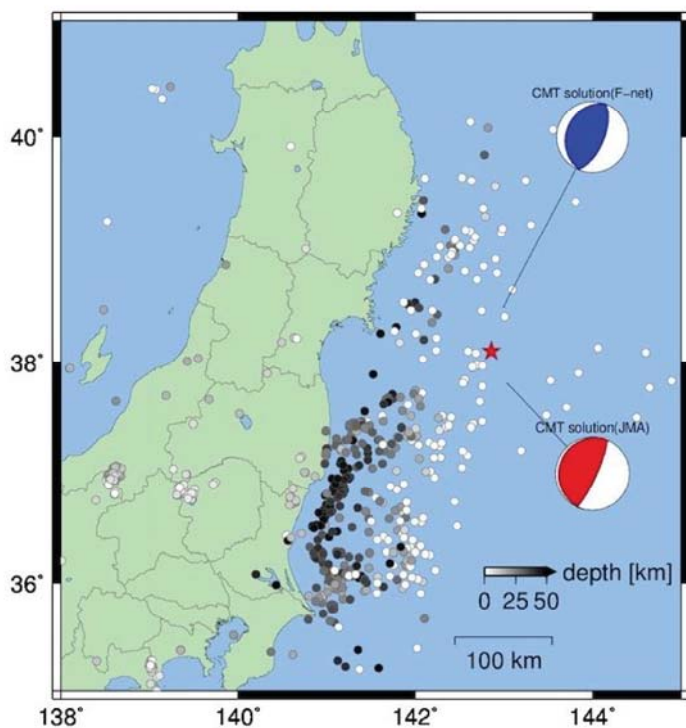 CMT solution(F-net)
40°
38°
CMT solution(JMA)
36°
depth [km]
0 25 50
100 km
138° 140° 142° 144°